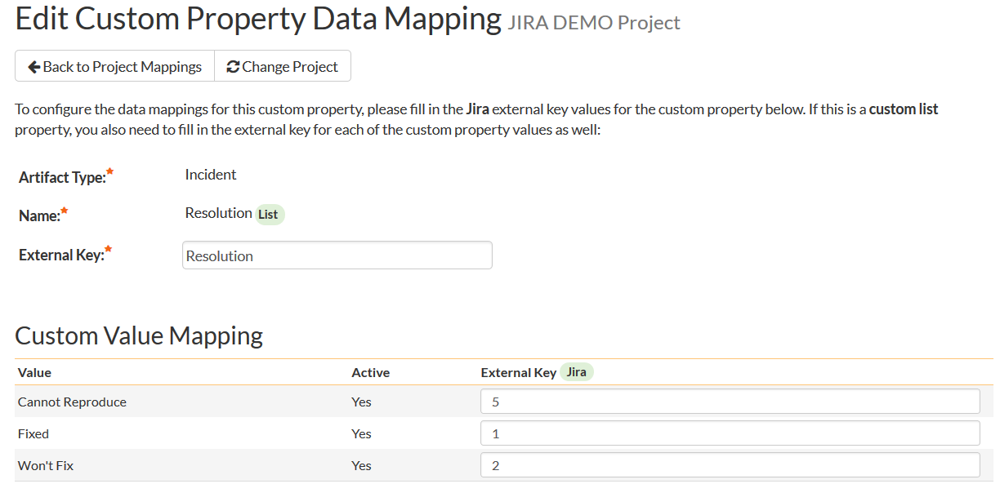 Edit Custom Property Data Mapping JIRA DEMO Project
Back to Project Mappings Change Project
To configure the data mappings for this custom property, please fill in the Jira external key values for the custom property below. If this is a custom list
property, you also need to fill in the external key for each of the custom property values as well:
Artifact Type:* Incident
Name:* Resolution List
External Key:* Resolution
Custom Value Mapping
Value Active External Key Jira
Cannot Reproduce Yes 5
Fixed Yes 1
Won't Fix Yes 2